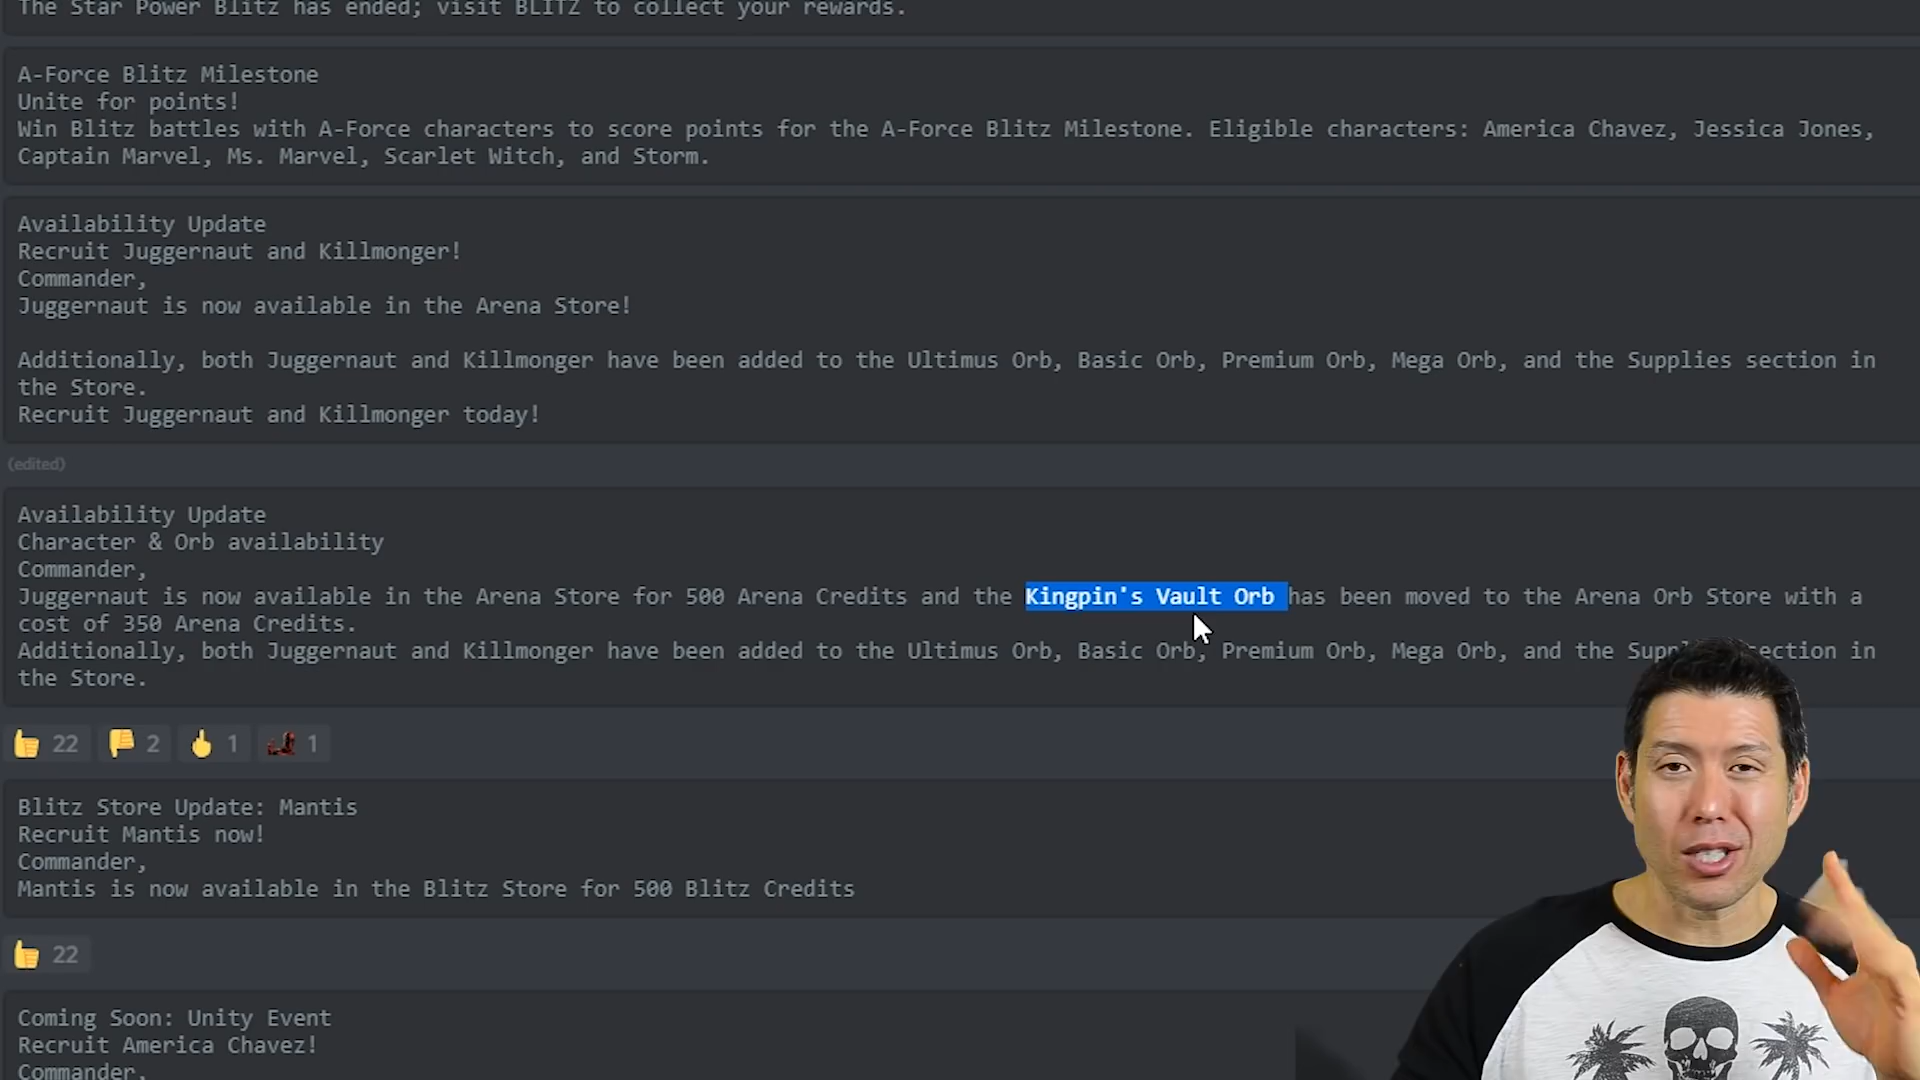 The Star Power Blitz has ended; visit BLITZ to collect your rewards.
A-Force Blitz Milestone
Unite for points!
Win Blitz battles with A-Force characters to score points for the A-Force Blitz Milestone. Eligible characters: America Chavez, Jessica Jones,
Captain Marvel, Ms. Marvel, Scarlet Witch, and Storm.
Availability Update
Recruit Juggernaut and Killmonger!
Commander,
Juggernaut is now available in the Arena Store!
Additionally, both Juggernaut and Killmonger have been added to the Ultimus Orb, Basic Orb, Premium Orb, Mega Orb, and the Supplies section in
the Store.
Recruit Juggernaut and Killmonger today!
(edited)
Availability Update
Character & Orb availability
Commander,
Juggernaut is now available in the Arena Store for 500 Arena Credits and the Kingpin's Vault Orb has been moved to the Arena Orb Store with a
cost of 350 Arena Credits.
Additionally, both Juggernaut and Killmonger have been added to the Ultimus Orb, Basic Orb, Premium Orb, Mega Orb, and the section in
the Store.
22 2 1 1
Blitz Store Update: Mantis
Recruit Mantis now!
Commander,
Mantis is now available in the Blitz Store for 500 Blitz Credits
22
Coming Soon: Unity Event
Recruit America Chavez!
Commander,